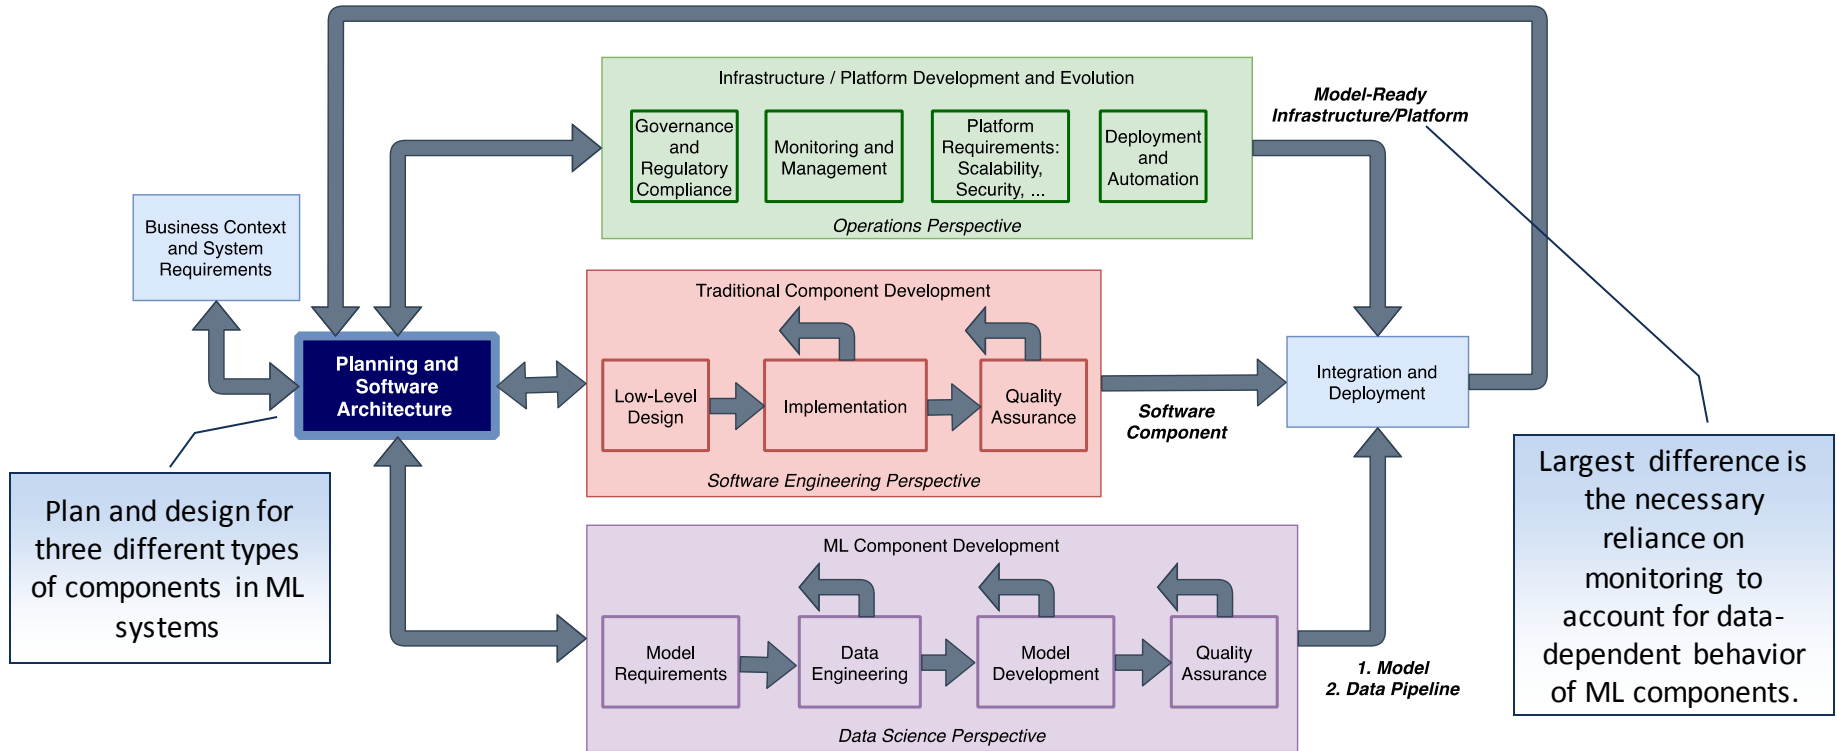 Infrastructure / Platform Development and Evolution
Governance
and
Regulatory
Compliance
Monitoring and
Management
Platform
Requirements:
Scalability,
Security, ...
Deployment
and
Automation
Operations Perspective
Model-Ready
Infrastructure/Platform
Business Context
and System
Requirements
Planning and
Software
Architecture
Traditional Component Development
Low-Level
Design
Implementation
Quality
Assurance
Software Engineering Perspective
Software
Component
Integration and
Deployment
Plan and design for
three different types
of components in ML
systems
ML Component Development
Model
Requirements
Data
Engineering
Model
Development
Quality
Assurance
Data Science Perspective
1. Model
2. Data Pipeline
Largest difference is
the necessary
reliance on
monitoring to
account for data-
dependent behavior
of ML components.